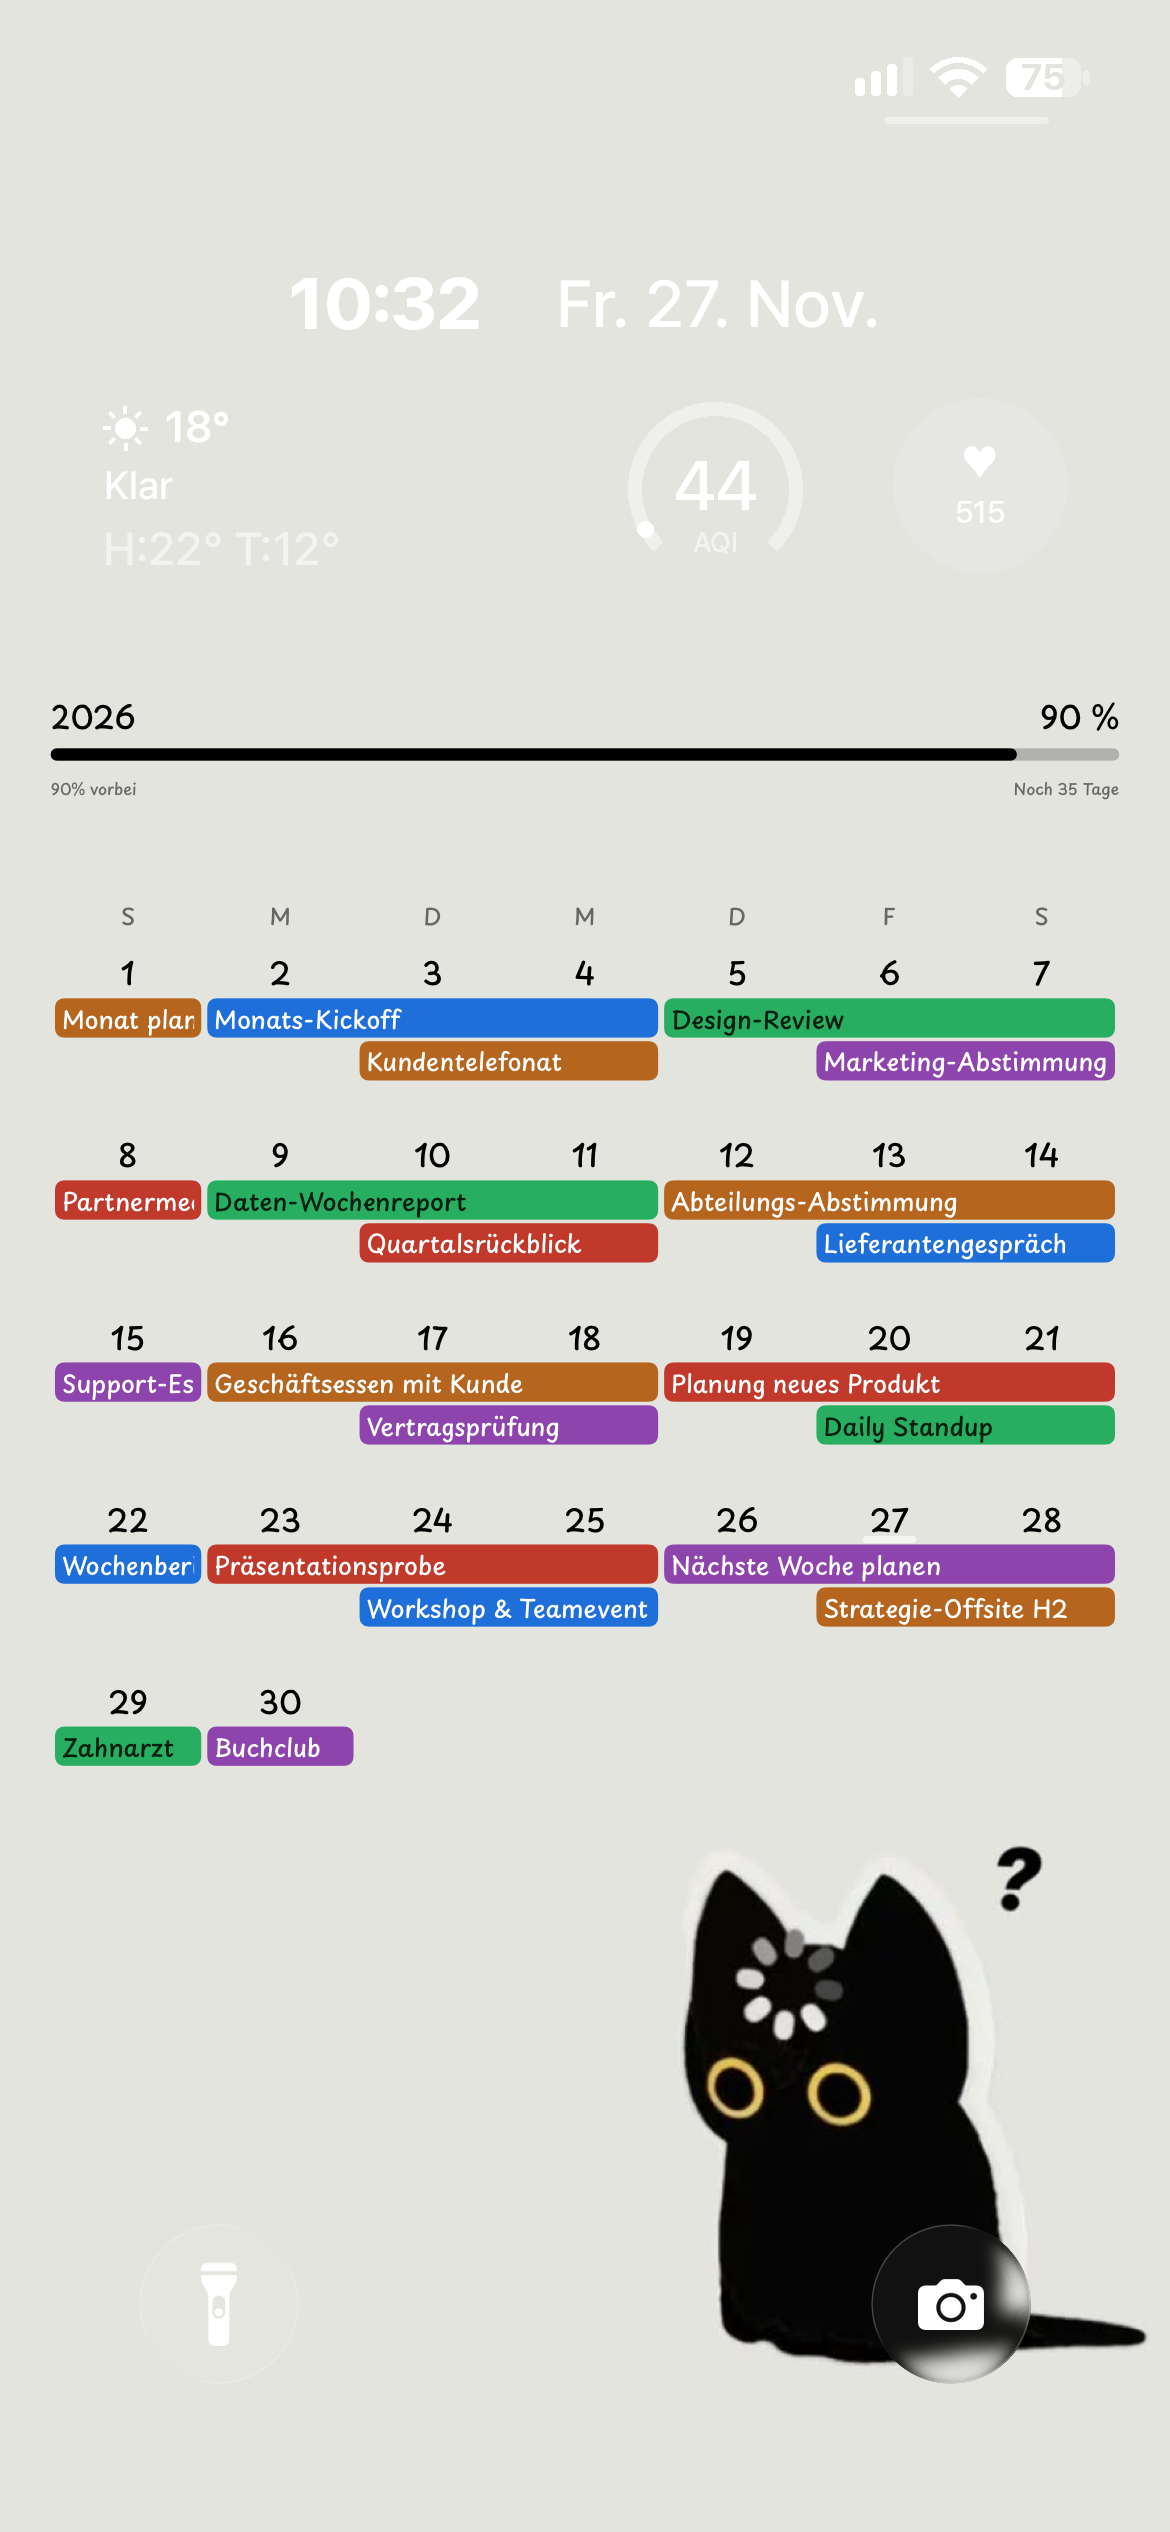 75
10:32 Fr. 27. Nov.
18°
Klar
H:22° T:12°
44
AQI
515
2026 90 %
90% vorbei Noch 35 Tage
S M D M D F S
1 2 3 4 5 6 7
Monat plan Monats-Kickoff Design-Review
Kundentelefonat Marketing-Abstimmung
8 9 10 11 12 13 14
Partnermee Daten-Wochenreport Abteilungs-Abstimmung
Quartalsrückblick Lieferantengespräch
15 16 17 18 19 20 21
Support-Es Geschäftsessen mit Kunde Planung neues Produkt
Vertragsprüfung Daily Standup
22 23 24 25 26 27 28
Wochenberi Präsentationsprobe Nächste Woche planen
Workshop & Teamevent Strategie-Offsite H2
29 30
Zahnarzt Buchclub
?